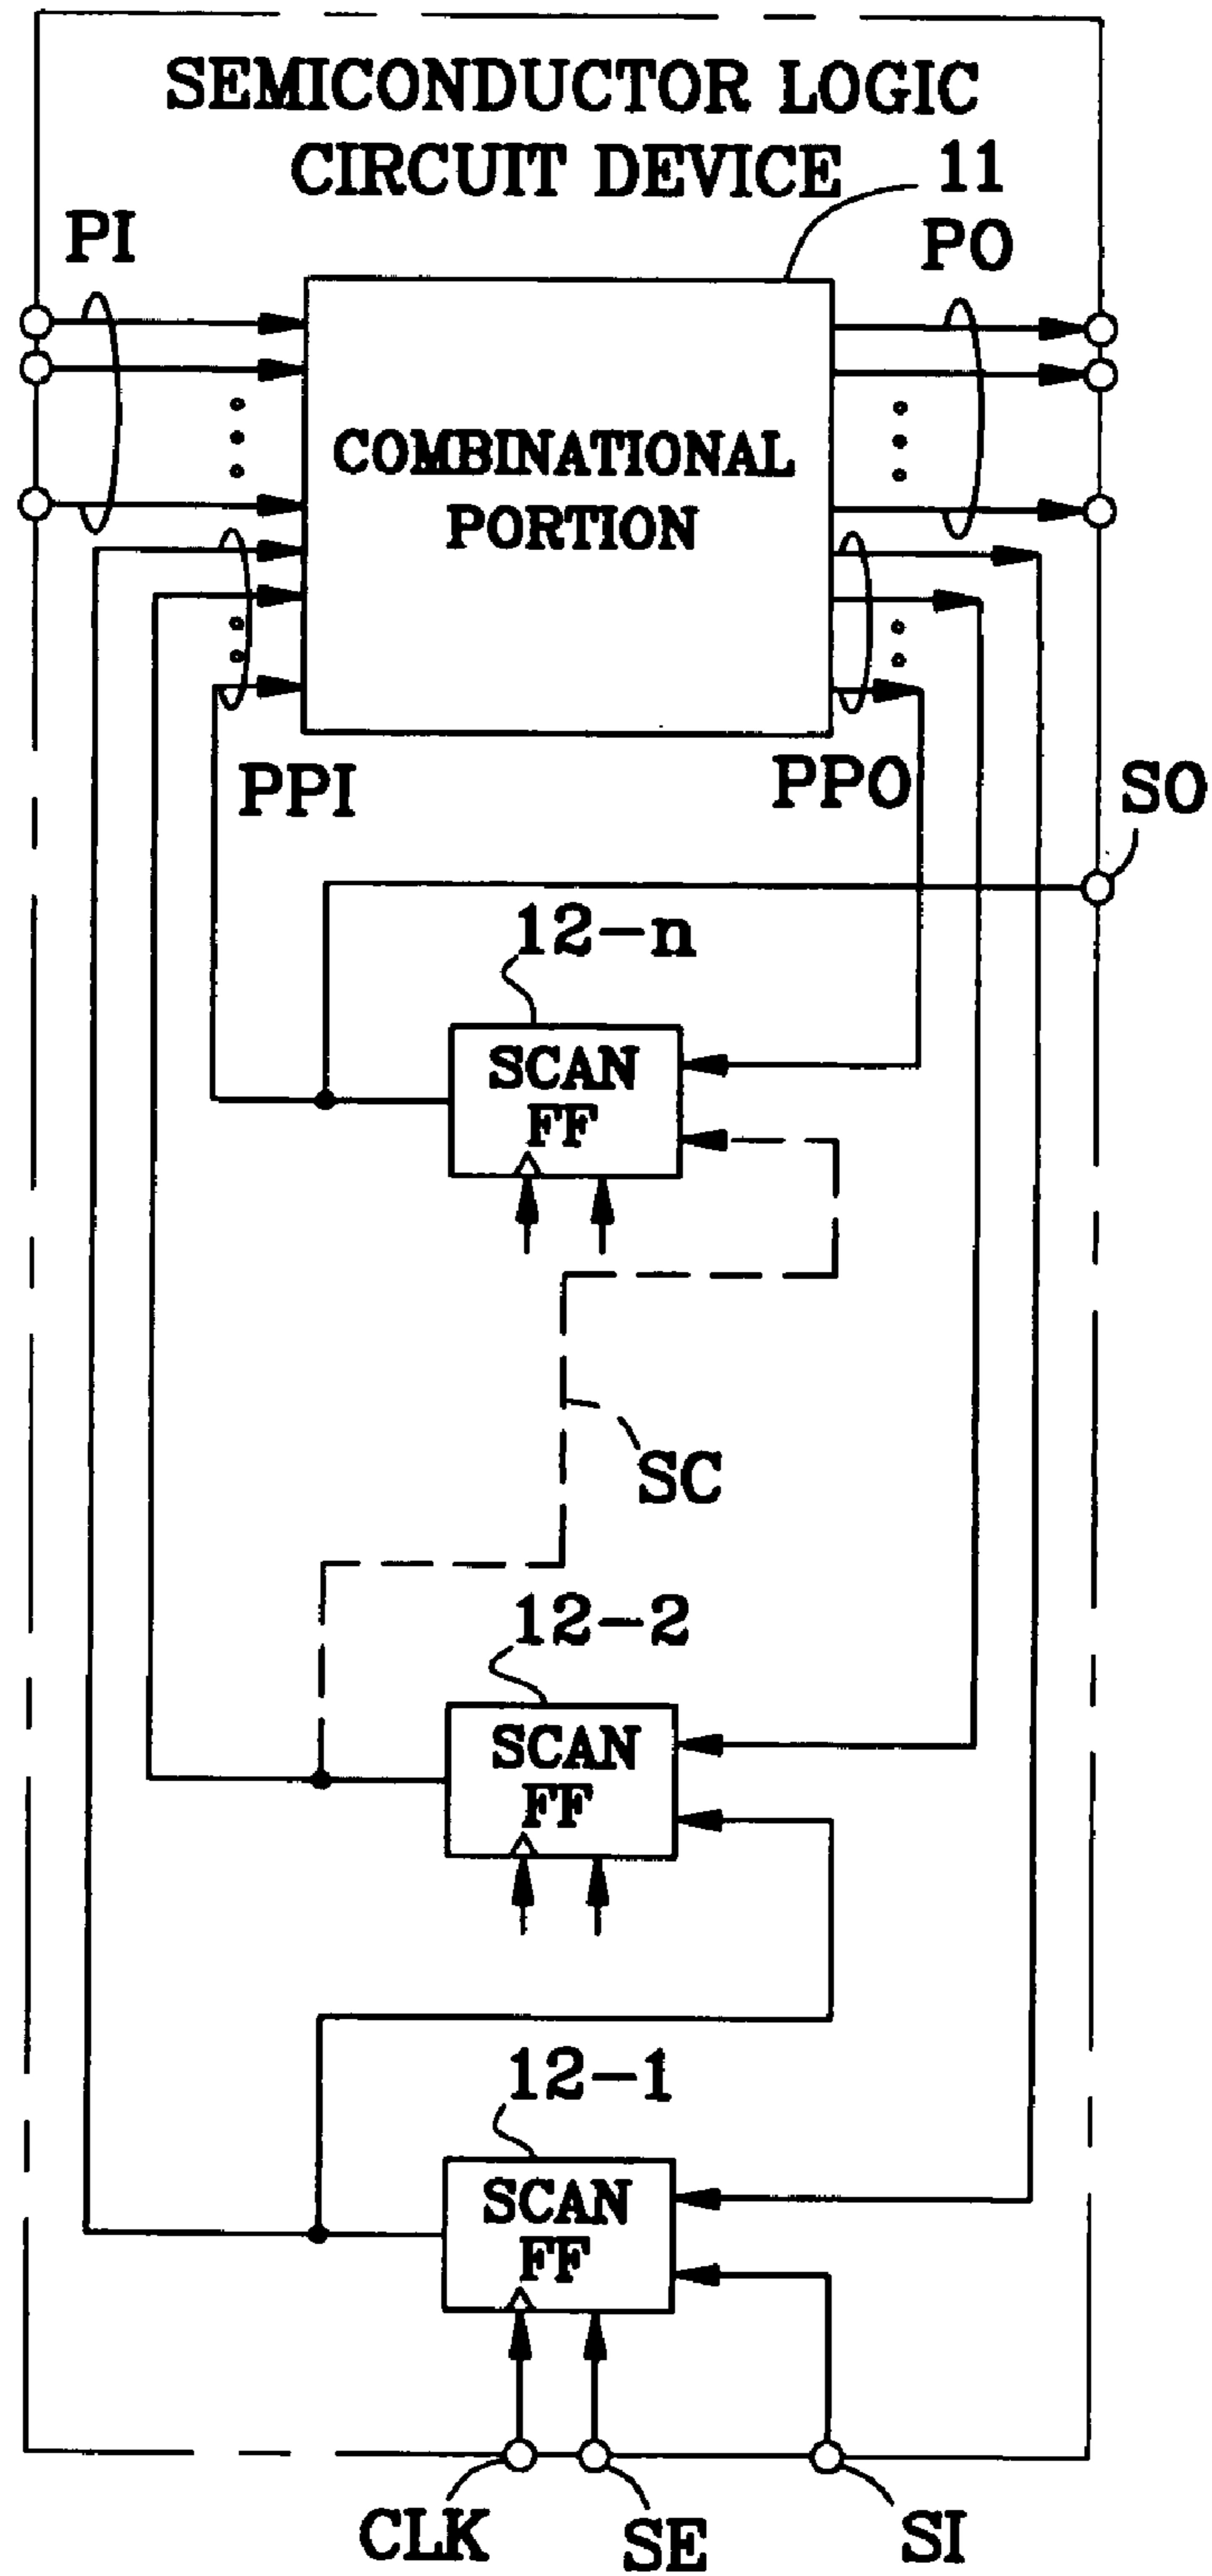 SEMICONDUCTOR LOGIC
CIRCUIT DEVICE
11
PI
PO
COMBINATIONAL
PORTION
PPI
PPO
SO
12-n
SCAN
FF
SC
12-2
SCAN
FF
12-1
SCAN
FF
CLK
SE
SI